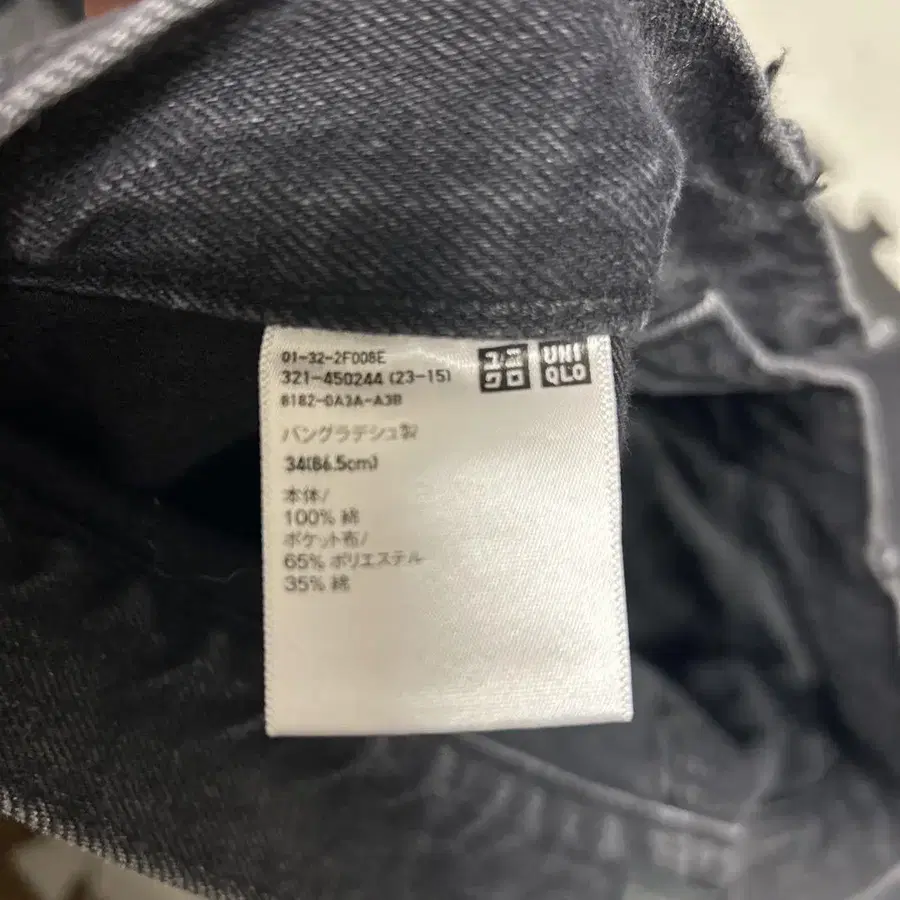 01-32-2F008E
321-450244 (23-15)
8182-0A3A-A3B
ユニ
クロ
UNI
QLO
バングラデシュ製
34(86.5cm)
本体/
100% 綿
ポケット布/
65% ポリエステル
35% 綿